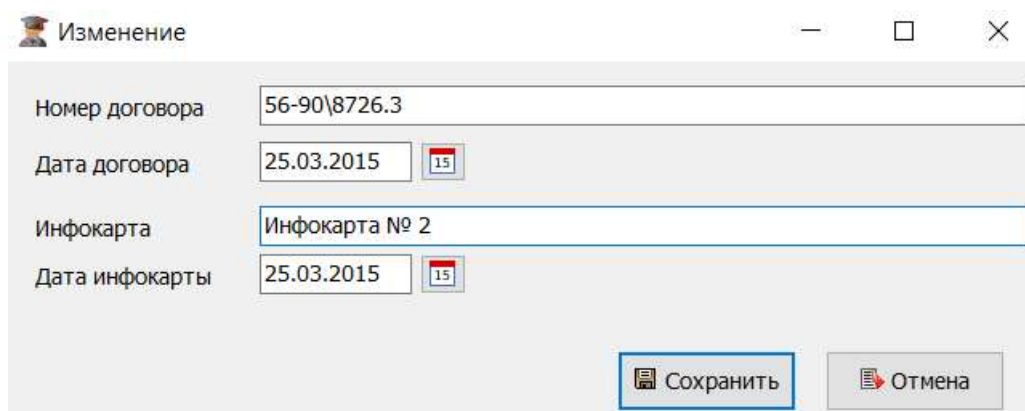 Изменение
Номер договора 56-90\8726.3
Дата договора 25.03.2015 15
Инфокарта Инфокарта № 2
Дата инфокарты 25.03.2015 15
Сохранить Отмена